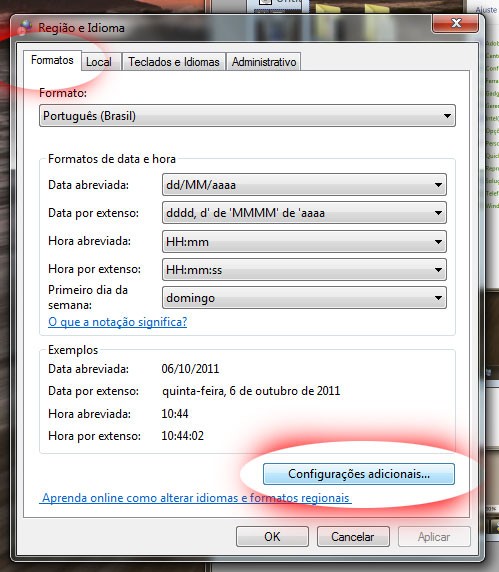 Região e Idioma
Ajuste
Formatos
Local
Teclados e Idiomas
Administrativo
Formato:
Português (Brasil)
Formatos de data e hora
Data abreviada:
dd/MM/aaaa
Data por extenso:
dddd, d' de 'MMMM' de 'aaaa
Hora abreviada:
HH:mm
Hora por extenso:
HH:mm:ss
Primeiro dia da
semana:
domingo
O que a notação significa?
Exemplos
Data abreviada:
06/10/2011
Data por extenso:
quinta-feira, 6 de outubro de 2011
Hora abreviada:
10:44
Hora por extenso:
10:44:02
Configurações adicionais...
Aprenda online como alterar idiomas e formatos regionais
OK
Cancelar
Aplicar